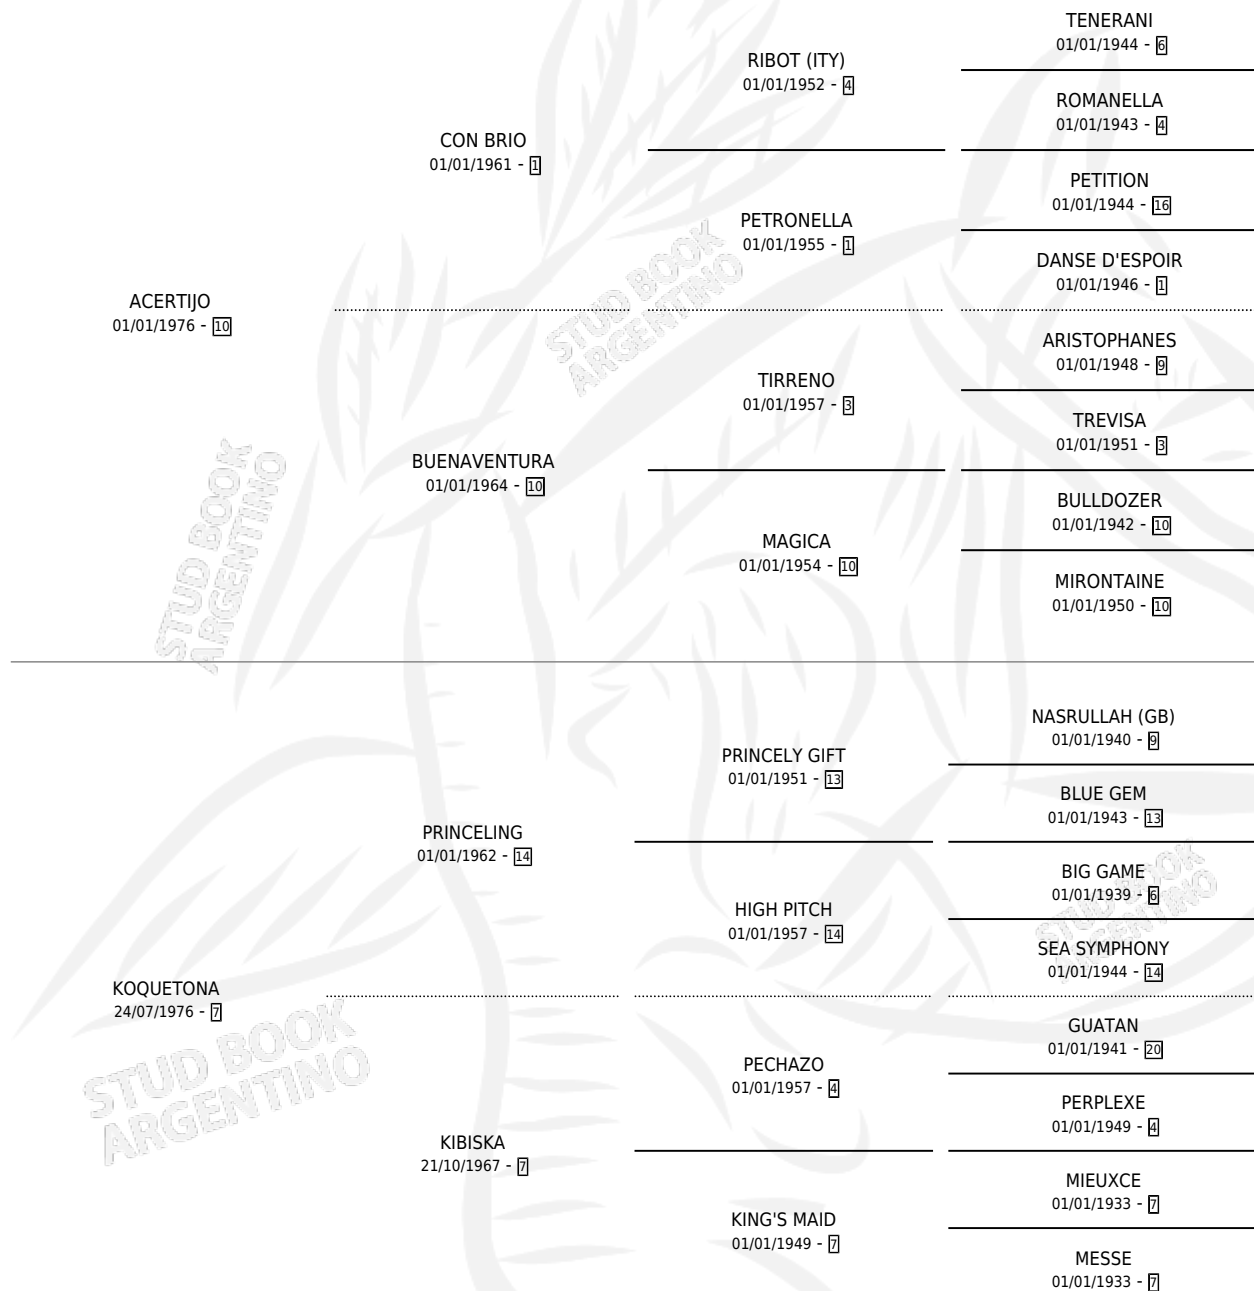 TENERANI
01/01/1944 - 6
RIBOT (ITY)
01/01/1952 - 4
ROMANELLA
01/01/1943 - 4
CON BRIO
01/01/1961 - 1
PETITION
01/01/1944 - 16
PETRONELLA
01/01/1955 - 1
DANSE D'ESPOIR
01/01/1946 - 1
ACERTIJO
01/01/1976 - 10
STUD BOOK
ARGENTINO
ARISTOPHANES
01/01/1948 - 9
TIRRENO
01/01/1957 - 3
TREVISA
01/01/1951 - 3
BUENAVENTURA
01/01/1964 - 10
BULLDOZER
01/01/1942 - 10
MAGICA
01/01/1954 - 10
MIRONTAINE
01/01/1950 - 10
STUD BOOK
ARGENTINO
NASRULLAH (GB)
01/01/1940 - 9
PRINCELY GIFT
01/01/1951 - 13
BLUE GEM
01/01/1943 - 13
PRINCELING
01/01/1962 - 14
BIG GAME
01/01/1939 - 6
HIGH PITCH
01/01/1957 - 14
STUD BOOK
ARGENTINO
SEA SYMPHONY
01/01/1944 - 14
KOQUETONA
24/07/1976 - 7
STUD BOOK
ARGENTINO
GUATAN
01/01/1941 - 20
PECHAZO
01/01/1957 - 4
PERPLEXE
01/01/1949 - 4
KIBISKA
21/10/1967 - 7
MIEUXCE
01/01/1933 - 7
KING'S MAID
01/01/1949 - 7
MESSE
01/01/1933 - 7